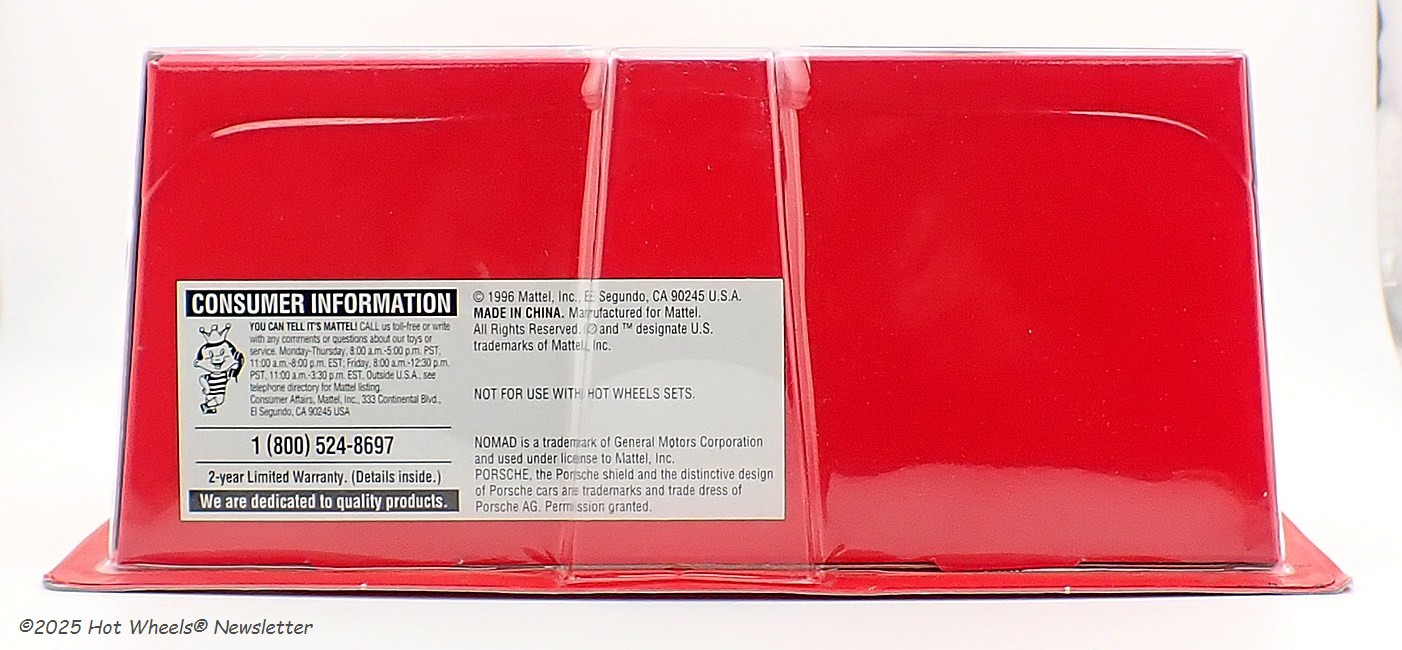 CONSUMER INFORMATION
YOU CAN TELL IT'S MATTEL! CALL us toll-free or write
with any comments or questions about our toys or
service. Monday-Thursday, 8:00 a.m.-5:00 p.m. PST,
11:00 a.m.-8:00 p.m. EST; Friday, 8:00 a.m.-12:30 p.m.
PST, 11:00 a.m.-3:30 p.m. EST. Outside U.S.A., see
telephone directory for Mattel listing.
Consumer Affairs, Mattel, Inc., 333 Continental Blvd.,
El Segundo, CA 90245 USA
1 (800) 524-8697
2-year Limited Warranty. (Details inside.)
We are dedicated to quality products.
© 1996 Mattel, Inc., El Segundo, CA 90245 U.S.A.
MADE IN CHINA. Manufactured for Mattel.
All Rights Reserved. ® and ™ designate U.S.
trademarks of Mattel, Inc.
NOT FOR USE WITH HOT WHEELS SETS.
NOMAD is a trademark of General Motors Corporation
and used under license to Mattel, Inc.
PORSCHE, the Porsche shield and the distinctive design
of Porsche cars are trademarks and trade dress of
Porsche AG. Permission granted.
©2025 Hot Wheels® Newsletter